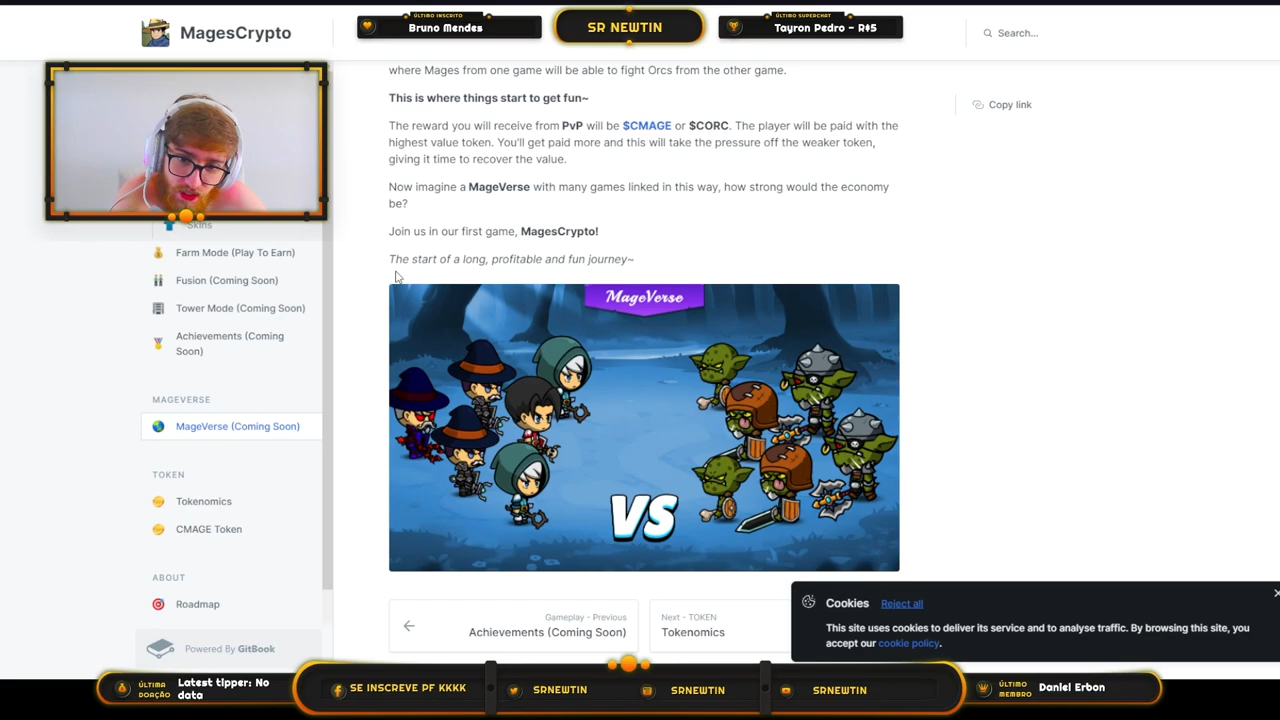 MagesCrypto
ÚLTIMO INSCRITO
Bruno Mendes
SR NEWTIN
ÚLTIMO SUPERCHAT
Tayron Pedro - R$5
Search...
where Mages from one game will be able to fight Orcs from the other game.
This is where things start to get fun~
Copy link
The reward you will receive from PvP will be $CMAGE or $CORC. The player will be paid with the
highest value token. You'll get paid more and this will take the pressure off the weaker token,
giving it time to recover the value.
Now imagine a MageVerse with many games linked in this way, how strong would the economy
be?
Join us in our first game, MagesCrypto!
The start of a long, profitable and fun journey~
Skins
Farm Mode (Play To Earn)
Fusion (Coming Soon)
Tower Mode (Coming Soon)
Achievements (Coming
Soon)
MAGEVERSE
MageVerse (Coming Soon)
TOKEN
Tokenomics
CMAGE Token
ABOUT
Roadmap
Powered By GitBook
MageVerse
VS
Gameplay - Previous
Achievements (Coming Soon)
Next - TOKEN
Tokenomics
Cookies Reject all
This site uses cookies to deliver its service and to analyse traffic. By browsing this site, you
accept our cookie policy.
ÚLTIMA
DOAÇÃO
Latest tipper: No
data
SE INSCREVE PF KKKK
SRNEWTIN
SRNEWTIN
SRNEWTIN
ÚLTIMO
MEMBRO
Daniel Erbon